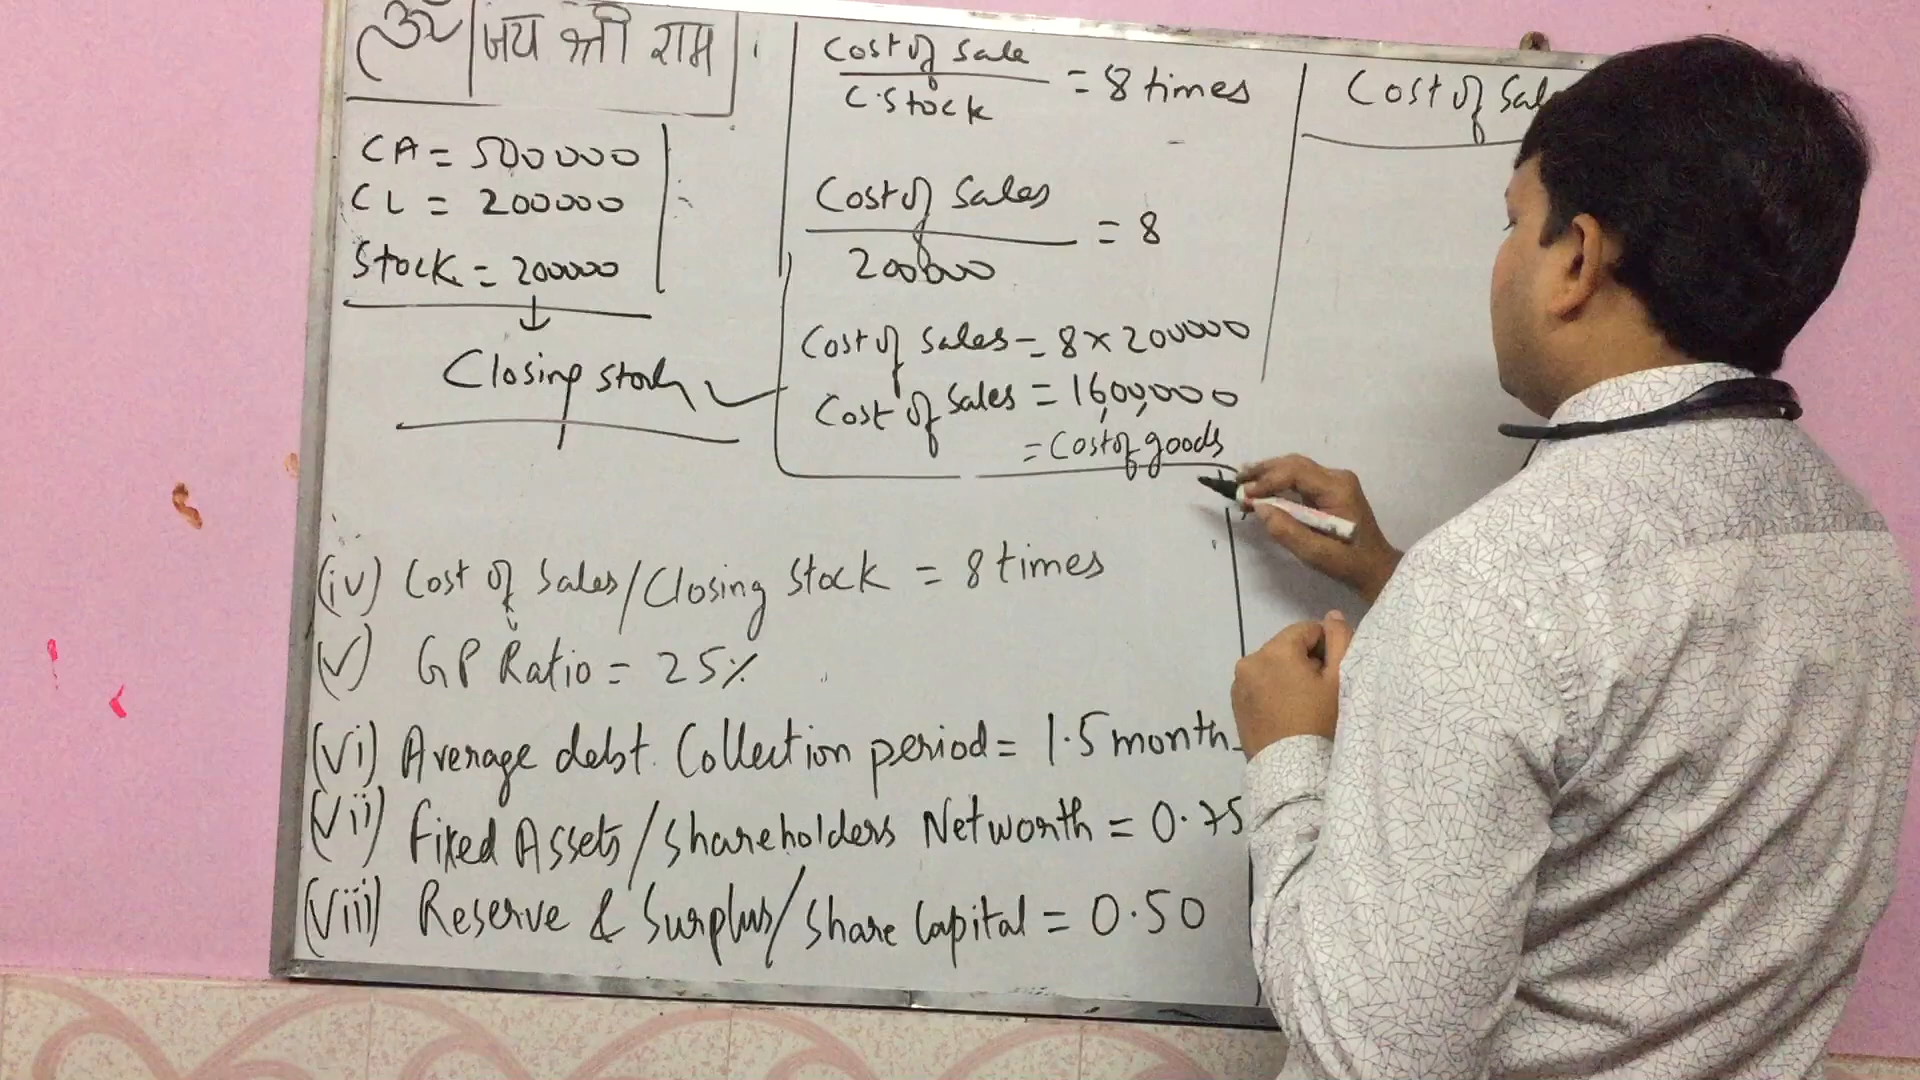 ॐ जय श्री राम
CA = 500000
CL = 200000
Stock = 200000
↓
Closing stock
Cost of Sale
C. Stock
= 8 times
Cost of Sales
200000
= 8
Cost of Sales = 8 × 200000
Cost of Sales = 16,00,000
= Cost of goods
Cost of
(iv) Cost of Sales/Closing Stock = 8 times
(v) GP Ratio = 25%
(vi) Average debt. Collection period = 1.5 month
(vii) Fixed Assets/Shareholders Networth = 0.75
(viii) Reserve & Surplus/Share Capital = 0.50